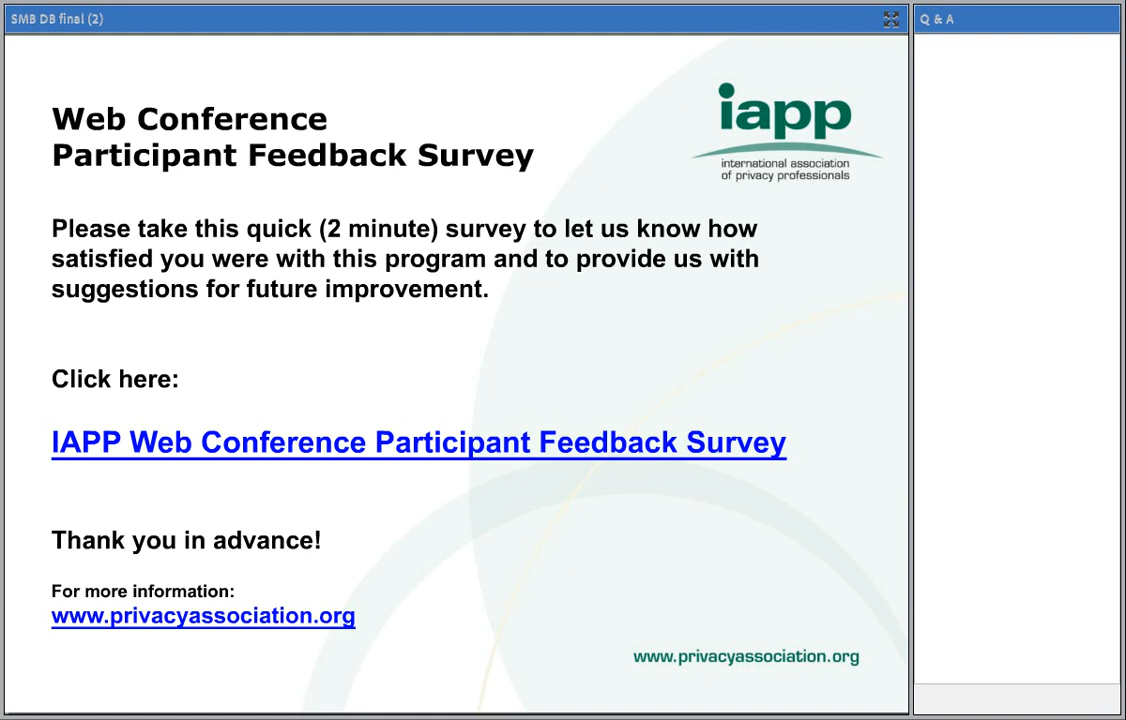 SMB DB final (2)
Q & A
iapp
international association
of privacy professionals
Web Conference
Participant Feedback Survey
Please take this quick (2 minute) survey to let us know how
satisfied you were with this program and to provide us with
suggestions for future improvement.
Click here:
IAPP Web Conference Participant Feedback Survey
Thank you in advance!
For more information:
www.privacyassociation.org
www.privacyassociation.org